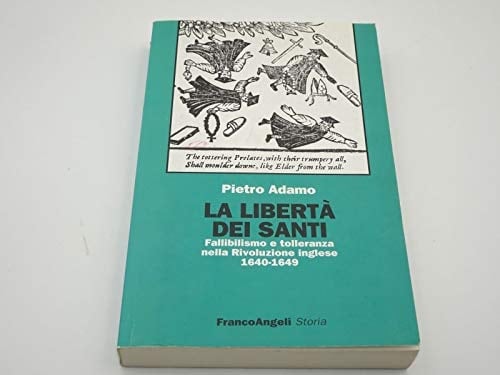 The tottering Prelates, with their trumpery all,
Shall moulder downe, like Elder from the wall.
Pietro Adamo
LA LIBERTÀ
DEI SANTI
Fallibilismo e tolleranza
nella Rivoluzione inglese
1640-1649
FrancoAngeli Storia